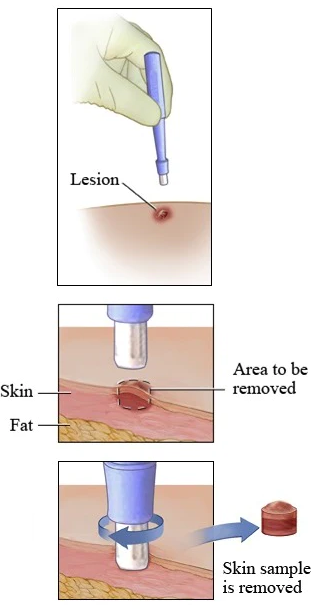 Lesion
Area to be
removed
Skin
Fat
Skin sample
is removed